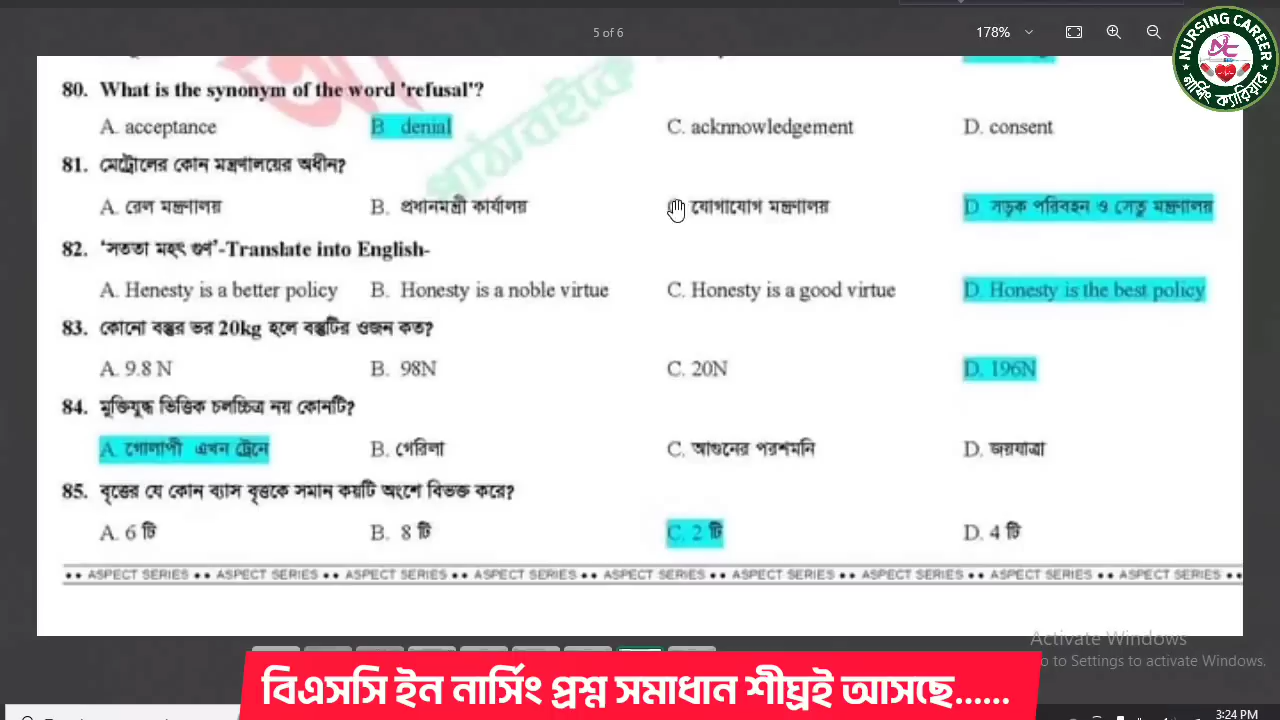 5 of 6
178%
NURSING CAREER
নার্সিং ক্যারিয়ার
80. What is the synonym of the word 'refusal'?
A. acceptance B denial C. acknnowledgement D. consent
81. মেট্রোলের কোন মন্ত্রণালয়ের অধীন?
A. রেল মন্ত্রণালয় B. প্রধানমন্ত্রী কার্যালয় যোগাযোগ মন্ত্রণালয় D সড়ক পরিবহন ও সেতু মন্ত্রণালয়
82. ‘সততা মহৎ গুণ’-Translate into English-
A. Henesty is a better policy B. Honesty is a noble virtue C. Honesty is a good virtue D. Honesty is the best policy
83. কোনো বস্তুর ভর 20kg হলে বস্তুটির ওজন কত?
A. 9.8 N B. 98N C. 20N D. 196N
84. মুক্তিযুদ্ধ ভিত্তিক চলচ্চিত্র নয় কোনটি?
A. গোলাপী এখন ট্রেনে B. গেরিলা C. আগুনের পরশমনি D. জয়যাত্রা
85. বৃত্তের যে কোন ব্যাস বৃত্তকে সমান কয়টি অংশে বিভক্ত করে?
A. 6 টি B. 8 টি C. 2 টি D. 4 টি
•• ASPECT SERIES •• ASPECT SERIES •• ASPECT SERIES •• ASPECT SERIES •• ASPECT SERIES •• ASPECT SERIES •• ASPECT SERIES •• ASPECT SERIES •• ASPECT SERIES ••
Activate Windows
o to Settings to activate Windows.
বিএসসি ইন নার্সিং প্রশ্ন সমাধান শীঘ্রই আসছে......
3:24 PM